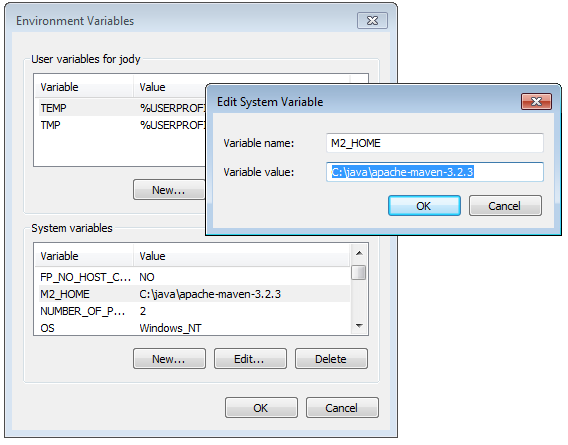 Environment Variables
User variables for jody
Variable Value
TEMP %USERPROFI
TMP %USERPROFI
New...
Edit System Variable
Variable name: M2_HOME
Variable value: C:\java\apache-maven-3.2.3
OK Cancel
System variables
Variable Value
FP_NO_HOST_C... NO
M2_HOME C:\java\apache-maven-3.2.3
NUMBER_OF_P... 2
OS Windows_NT
New... Edit... Delete
OK Cancel